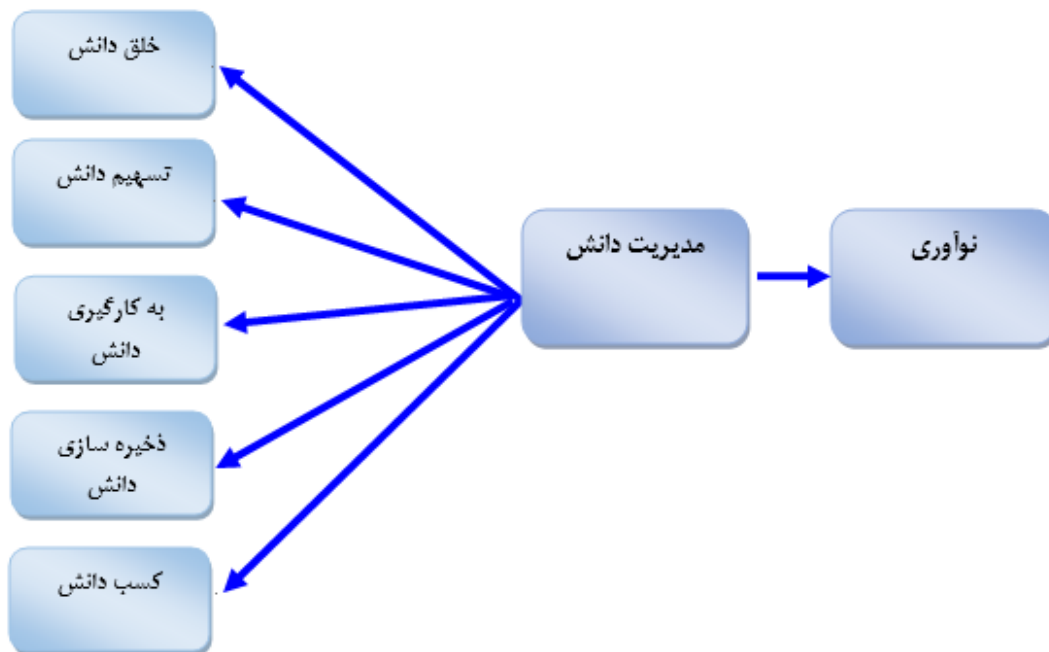 خلق دانش
تسهیم دانش
به کارگیری
دانش
ذخیره سازی
دانش
کسب دانش
مدیریت دانش
نوآوری